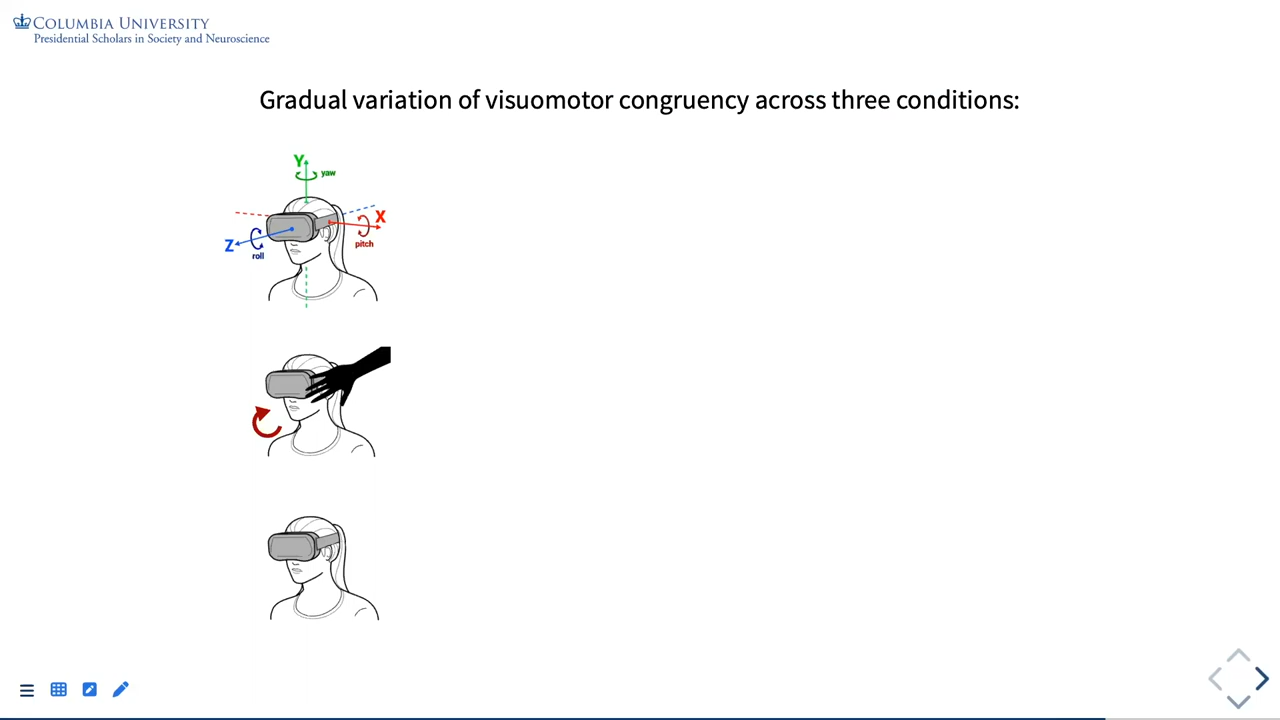 COLUMBIA UNIVERSITY
Presidential Scholars in Society and Neuroscience
Gradual variation of visuomotor congruency across three conditions:
Y
yaw
X
pitch
Z
roll